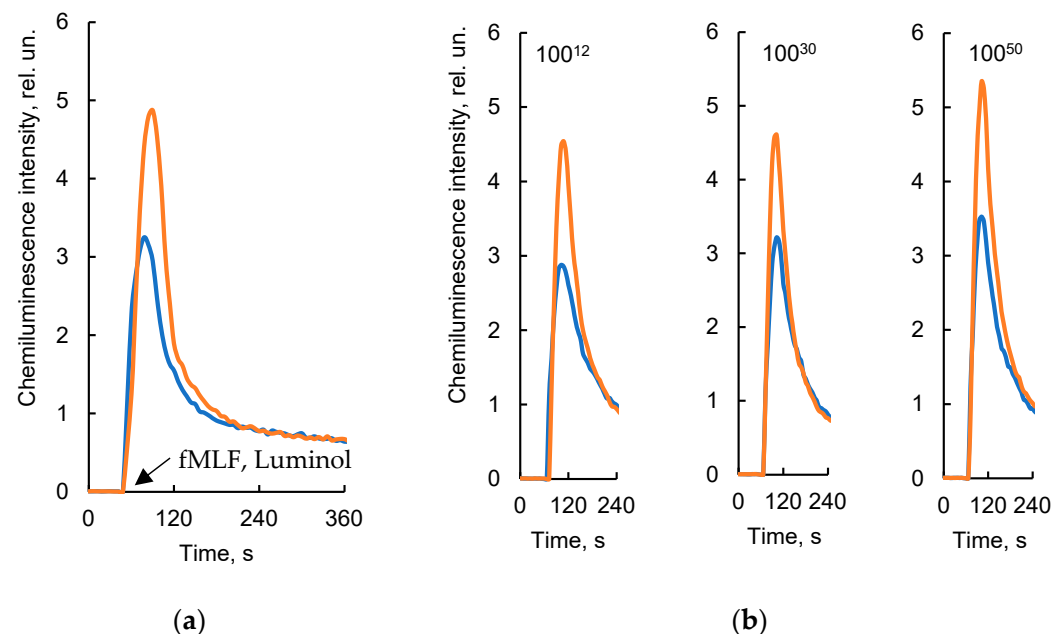 Chemiluminescence intensity, rel. un.
6
5
4
3
2
1
0
fMLF, Luminol
0 120 240 360
Time, s
(a)
Chemiluminescence intensity, rel. un.
6
5
4
3
2
1
0
100¹²
0 120 240
Time, s
6
5
4
3
2
1
0
100³⁰
0 120 240
Time, s
6
5
4
3
2
1
0
100⁵⁰
0 120 240
Time, s
(b)